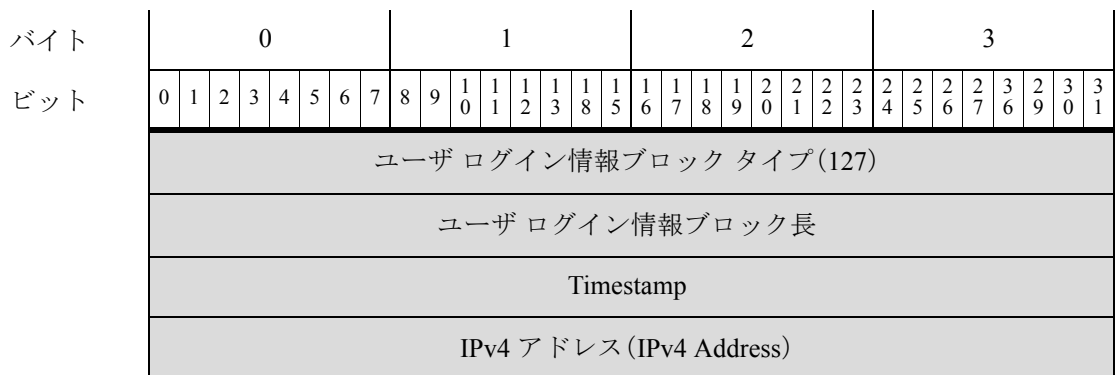 バイト 0 1 2 3
ビット 0 1 2 3 4 5 6 7 8 9 10 11 12 13 18 15 16 17 18 19 20 21 22 23 24 25 26 27 36 29 30 31
ユーザ ログイン情報ブロック タイプ(127)
ユーザ ログイン情報ブロック長
Timestamp
IPv4 アドレス(IPv4 Address)